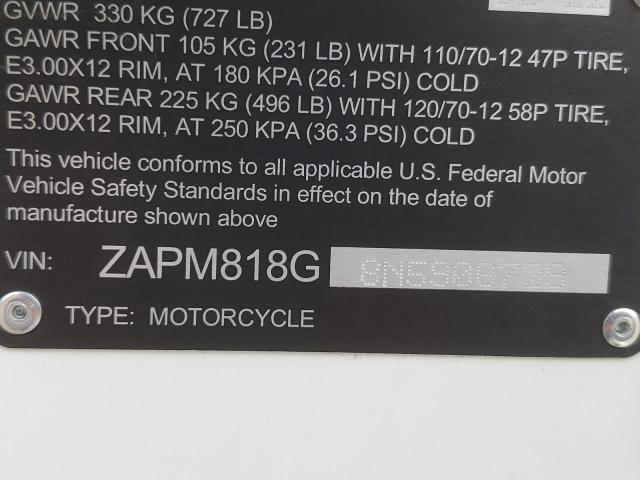 GVWR 330 KG (727 LB)
GAWR FRONT 105 KG (231 LB) WITH 110/70-12 47P TIRE,
E3.00X12 RIM, AT 180 KPA (26.1 PSI) COLD
GAWR REAR 225 KG (496 LB) WITH 120/70-12 58P TIRE,
E3.00X12 RIM, AT 250 KPA (36.3 PSI) COLD
This vehicle conforms to all applicable U.S. Federal Motor
Vehicle Safety Standards in effect on the date of
manufacture shown above
VIN: ZAPM818G 8N5906729
TYPE: MOTORCYCLE